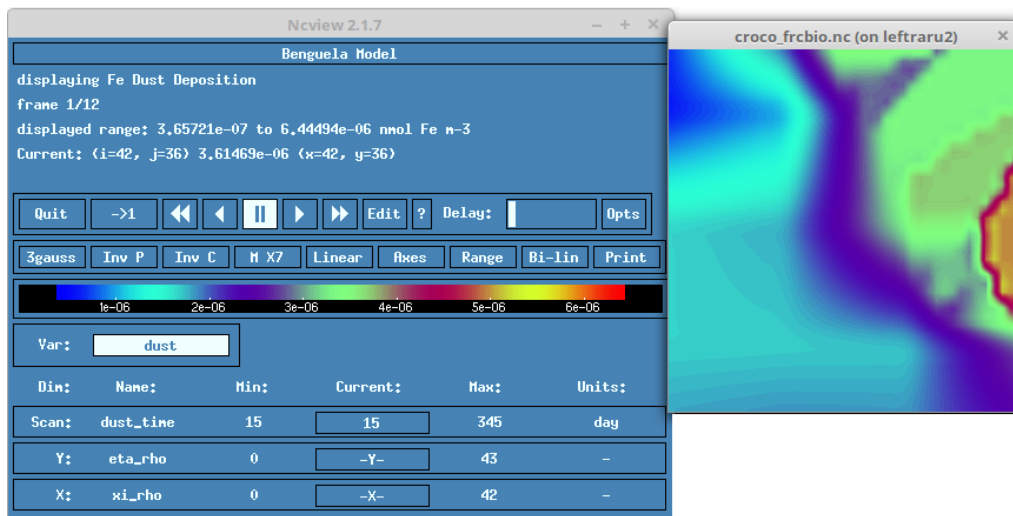 Ncview 2.1.7
Benguela Model
displaying Fe Dust Deposition
frame 1/12
displayed range: 3.65721e-07 to 6.44494e-06 nmol Fe m-3
Current: (i=42, j=36) 3.61469e-06 (x=42, y=36)
Quit ->1 Edit ? Delay: Opts
3gauss Inv P Inv C M X7 Linear Axes Range Bi-lin Print
1e-06 2e-06 3e-06 4e-06 5e-06 6e-06
Var: dust
Dim: Name: Min: Current: Max: Units:
Scan: dust_time 15 15 345 day
Y: eta_rho 0 -Y- 43 -
X: xi_rho 0 -X- 42 -
croco_frcbio.nc (on leftraru2)